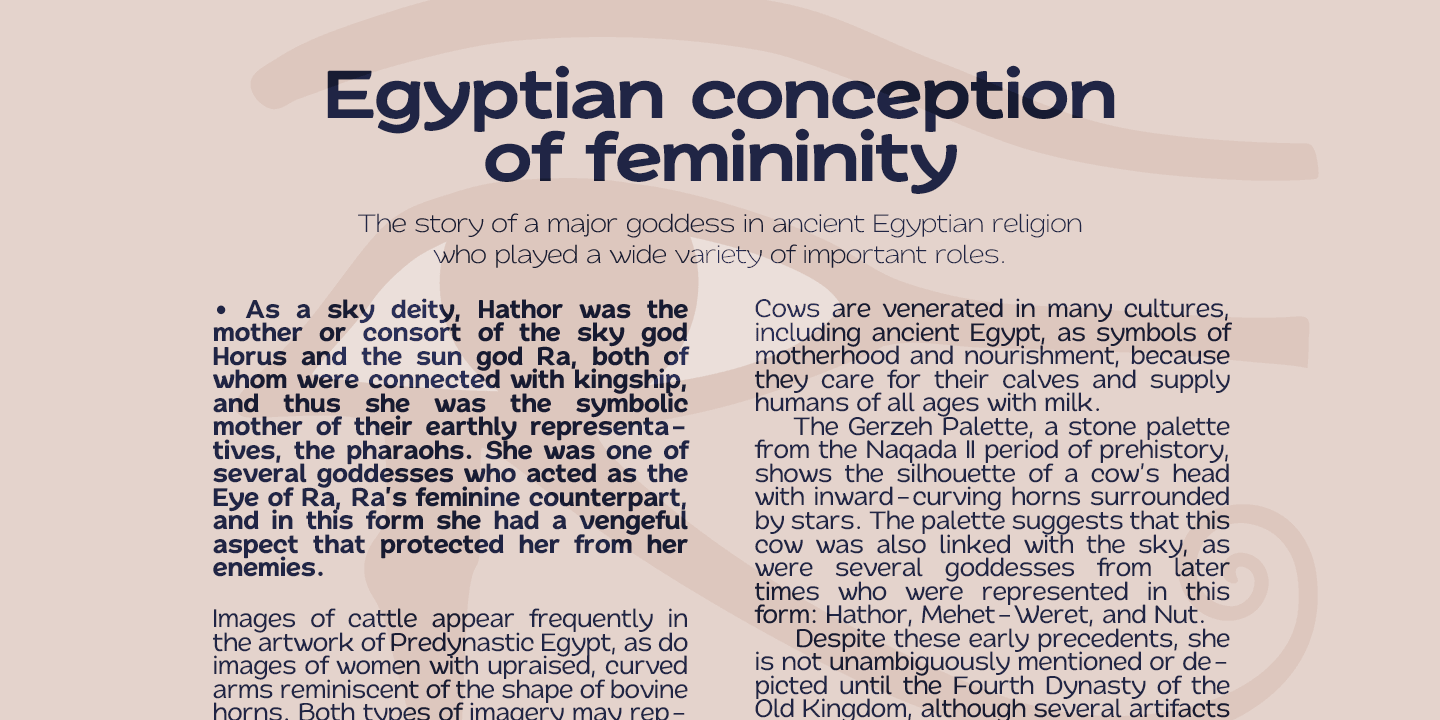 Egyptian conception
of femininity
The story of a major goddess in ancient Egyptian religion
who played a wide variety of important roles.
• As a sky deity, Hathor was the
mother or consort of the sky god
Horus and the sun god Ra, both of
whom were connected with kingship,
and thus she was the symbolic
mother of their earthly representa-
tives, the pharaohs. She was one of
several goddesses who acted as the
Eye of Ra, Ra's feminine counterpart,
and in this form she had a vengeful
aspect that protected her from her
enemies.
Images of cattle appear frequently in
the artwork of Predynastic Egypt, as do
images of women with upraised, curved
arms reminiscent of the shape of bovine
horns. Both types of imagery may rep-
Cows are venerated in many cultures,
including ancient Egypt, as symbols of
motherhood and nourishment, because
they care for their calves and supply
humans of all ages with milk.
The Gerzeh Palette, a stone palette
from the Naqada II period of prehistory,
shows the silhouette of a cow's head
with inward-curving horns surrounded
by stars. The palette suggests that this
cow was also linked with the sky, as
were several goddesses from later
times who were represented in this
form: Hathor, Mehet-Weret, and Nut.
Despite these early precedents, she
is not unambiguously mentioned or de-
picted until the Fourth Dynasty of the
Old Kingdom, although several artifacts